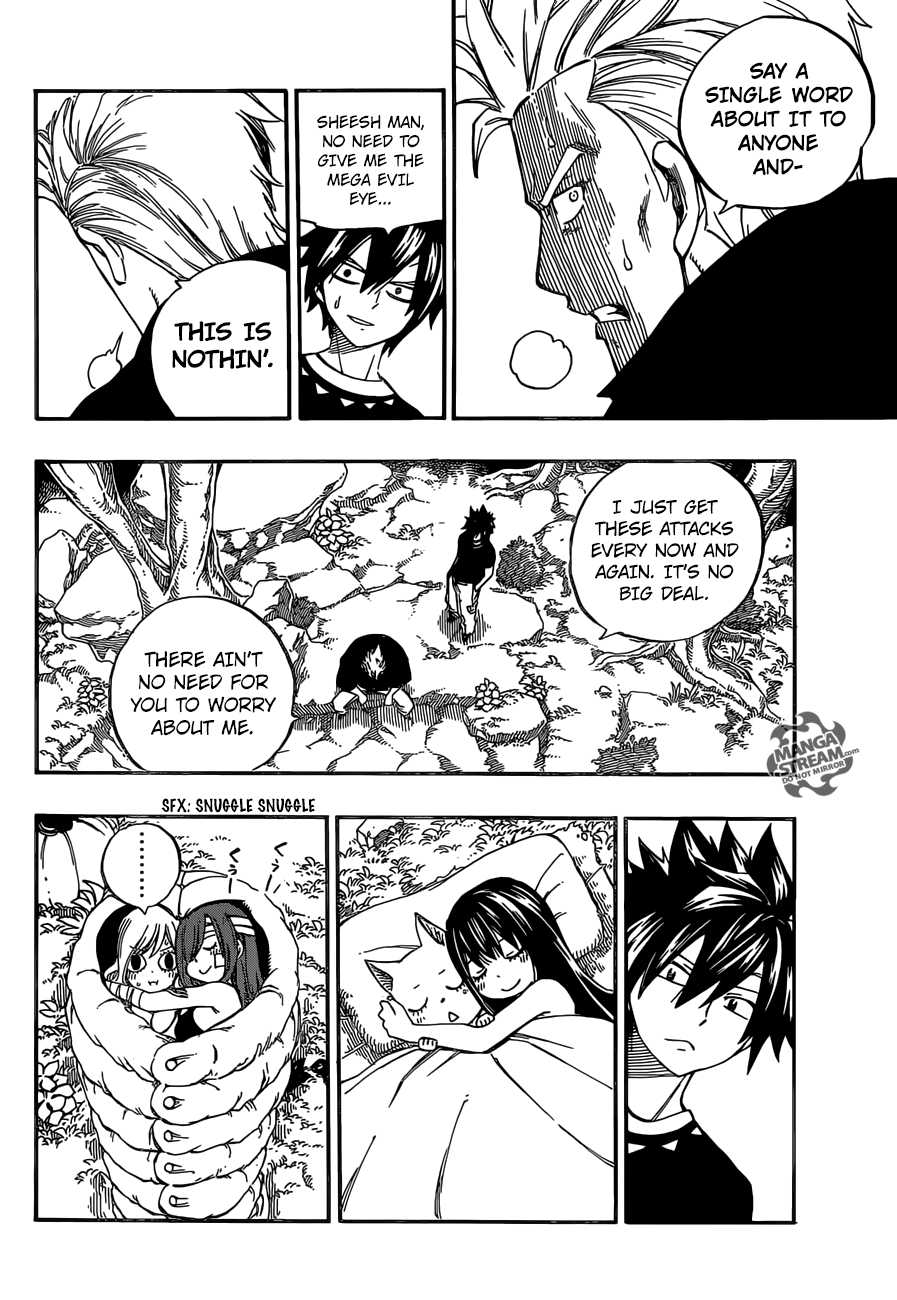 SAY A
SINGLE WORD
ABOUT IT TO
ANYONE
AND-
SHEESH MAN,
NO NEED TO
GIVE ME THE
MEGA EVIL
EYE...
THIS IS
NOTHIN'.
I JUST GET
THESE ATTACKS
EVERY NOW AND
AGAIN. IT'S NO
BIG DEAL.
THERE AIN'T
NO NEED FOR
YOU TO WORRY
ABOUT ME.
MANGA
STREAM.com
DO NOT MIRROR
SFX: SNUGGLE SNUGGLE
........